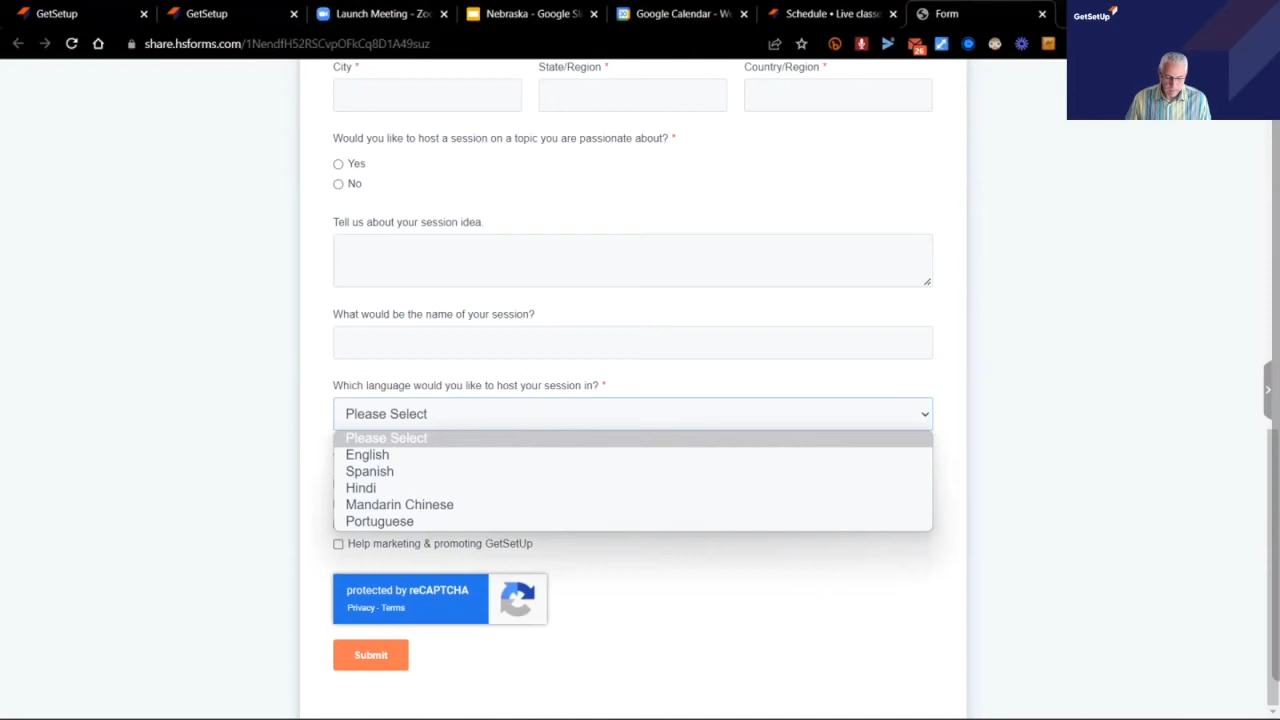 GetSetUp
GetSetUp
Launch Meeting - Zoo
Nebraska - Google Sl
Google Calendar - We
Schedule • Live classe
Form
GetSetUp
share.hsforms.com/1NendfH52RSCvpOFkCq8D1A49suz
26
City *
State/Region *
Country/Region *
Would you like to host a session on a topic you are passionate about? *
Yes
No
Tell us about your session idea.
What would be the name of your session?
Which language would you like to host your session in? *
Please Select
Please Select
English
Spanish
Hindi
Mandarin Chinese
Portuguese
Help marketing & promoting GetSetUp
protected by reCAPTCHA
Privacy - Terms
Submit